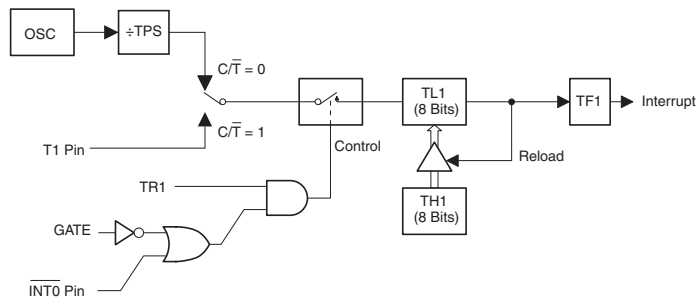 OSC
÷TPS
C/T̅ = 0
C/T̅ = 1
T1 Pin
TL1
(8 Bits)
TF1
Interrupt
Control
Reload
TR1
TH1
(8 Bits)
GATE
I̅N̅T̅0̅ Pin